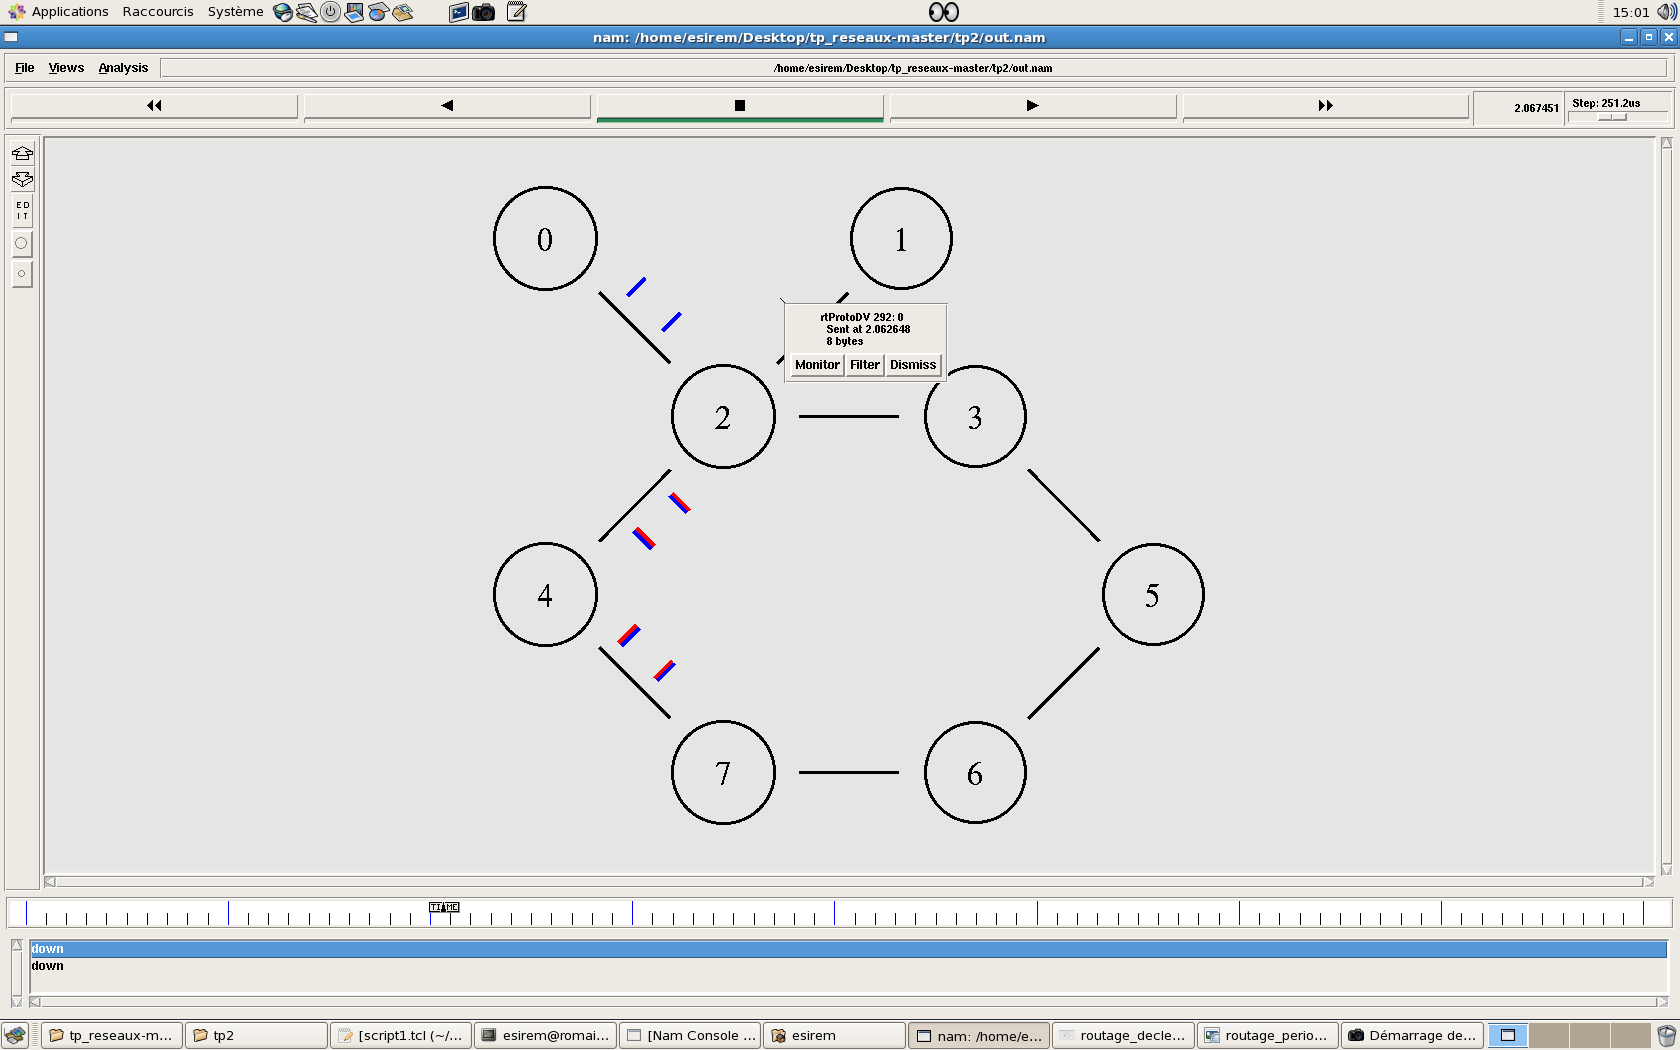 Applications Raccourcis Système 15:01
nam: /home/esirem/Desktop/tp_reseaux-master/tp2/out.nam
File Views Analysis /home/esirem/Desktop/tp_reseaux-master/tp2/out.nam
2.067451 Step: 251.2us
ED
IT
0
1
rtProtoDV 292: 0
Sent at 2.062648
8 bytes
Monitor Filter Dismiss
2
3
4
5
7
6
TIME
down
down
tp_reseaux-m... tp2 [script1.tcl (~/... esirem@romai... [Nam Console ... esirem nam: /home/e... routage_decle... routage_perio... Démarrage de...